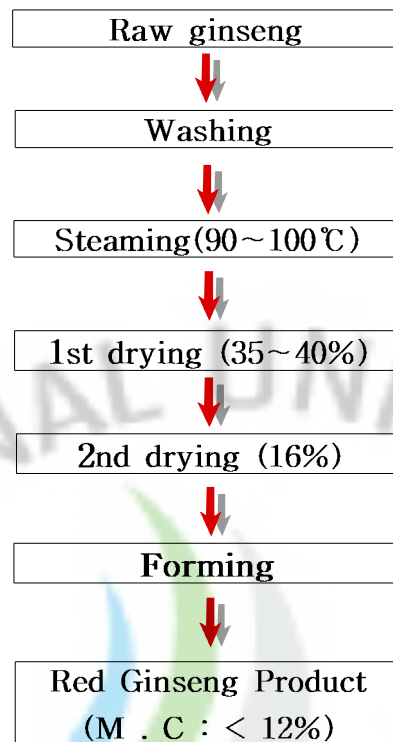 Raw ginseng
Washing
Steaming(90~100℃)
1st drying (35~40%)
2nd drying (16%)
Forming
Red Ginseng Product
(M . C : < 12%)